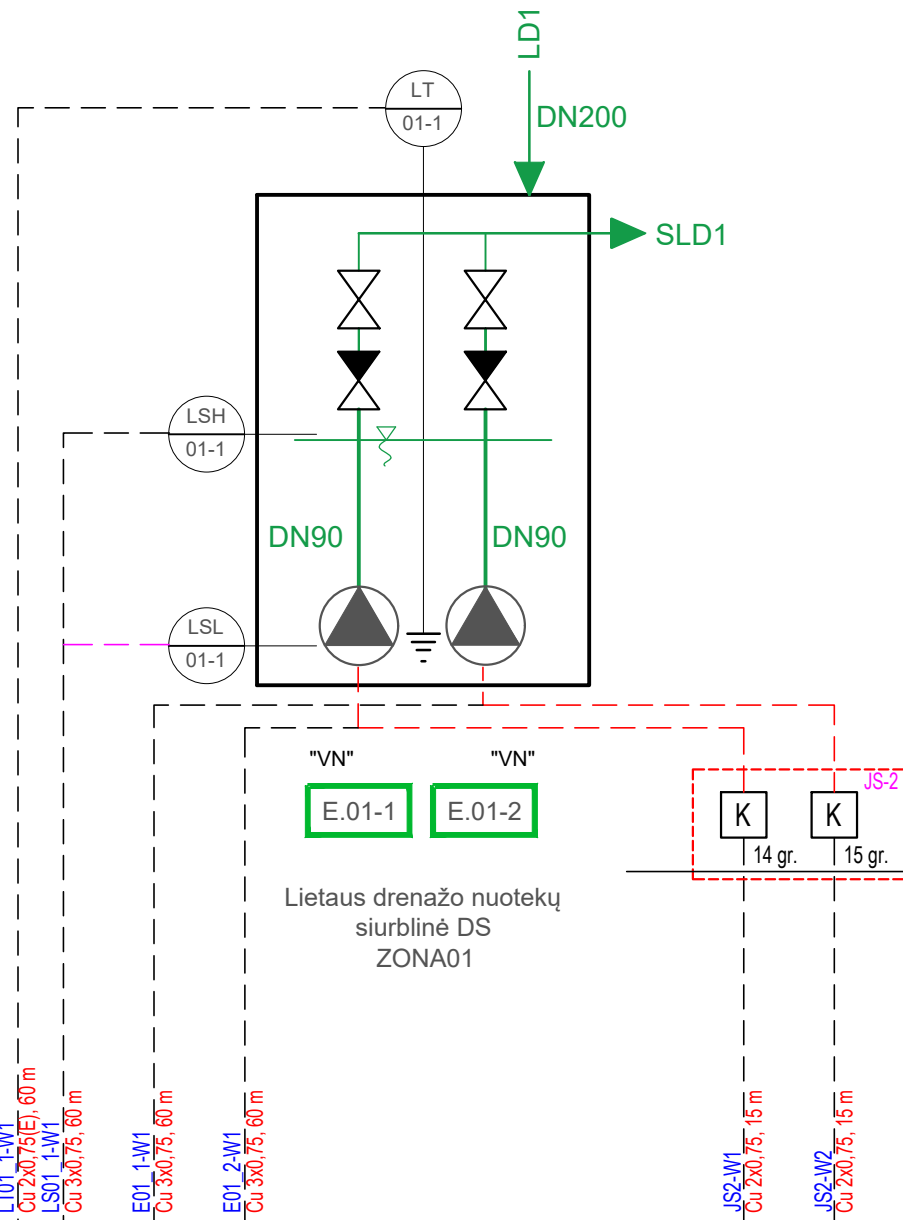 LD1
LT
01-1
DN200
SLD1
LSH
01-1
DN90
DN90
LSL
01-1
"VN"
"VN"
E.01-1
E.01-2
JS-2
K
K
14 gr.
15 gr.
Lietaus drenažo nuotekų
siurblinė DS
ZONA01
LT01_1-W1
Cu 2x0,75(E), 60 m
LS01_1-W1
Cu 3x0,75, 60 m
E01_1-W1
Cu 3x0,75, 60 m
E01_2-W1
Cu 3x0,75, 60 m
JS2-W1
Cu 2x0,75, 15 m
JS2-W2
Cu 2x0,75, 15 m